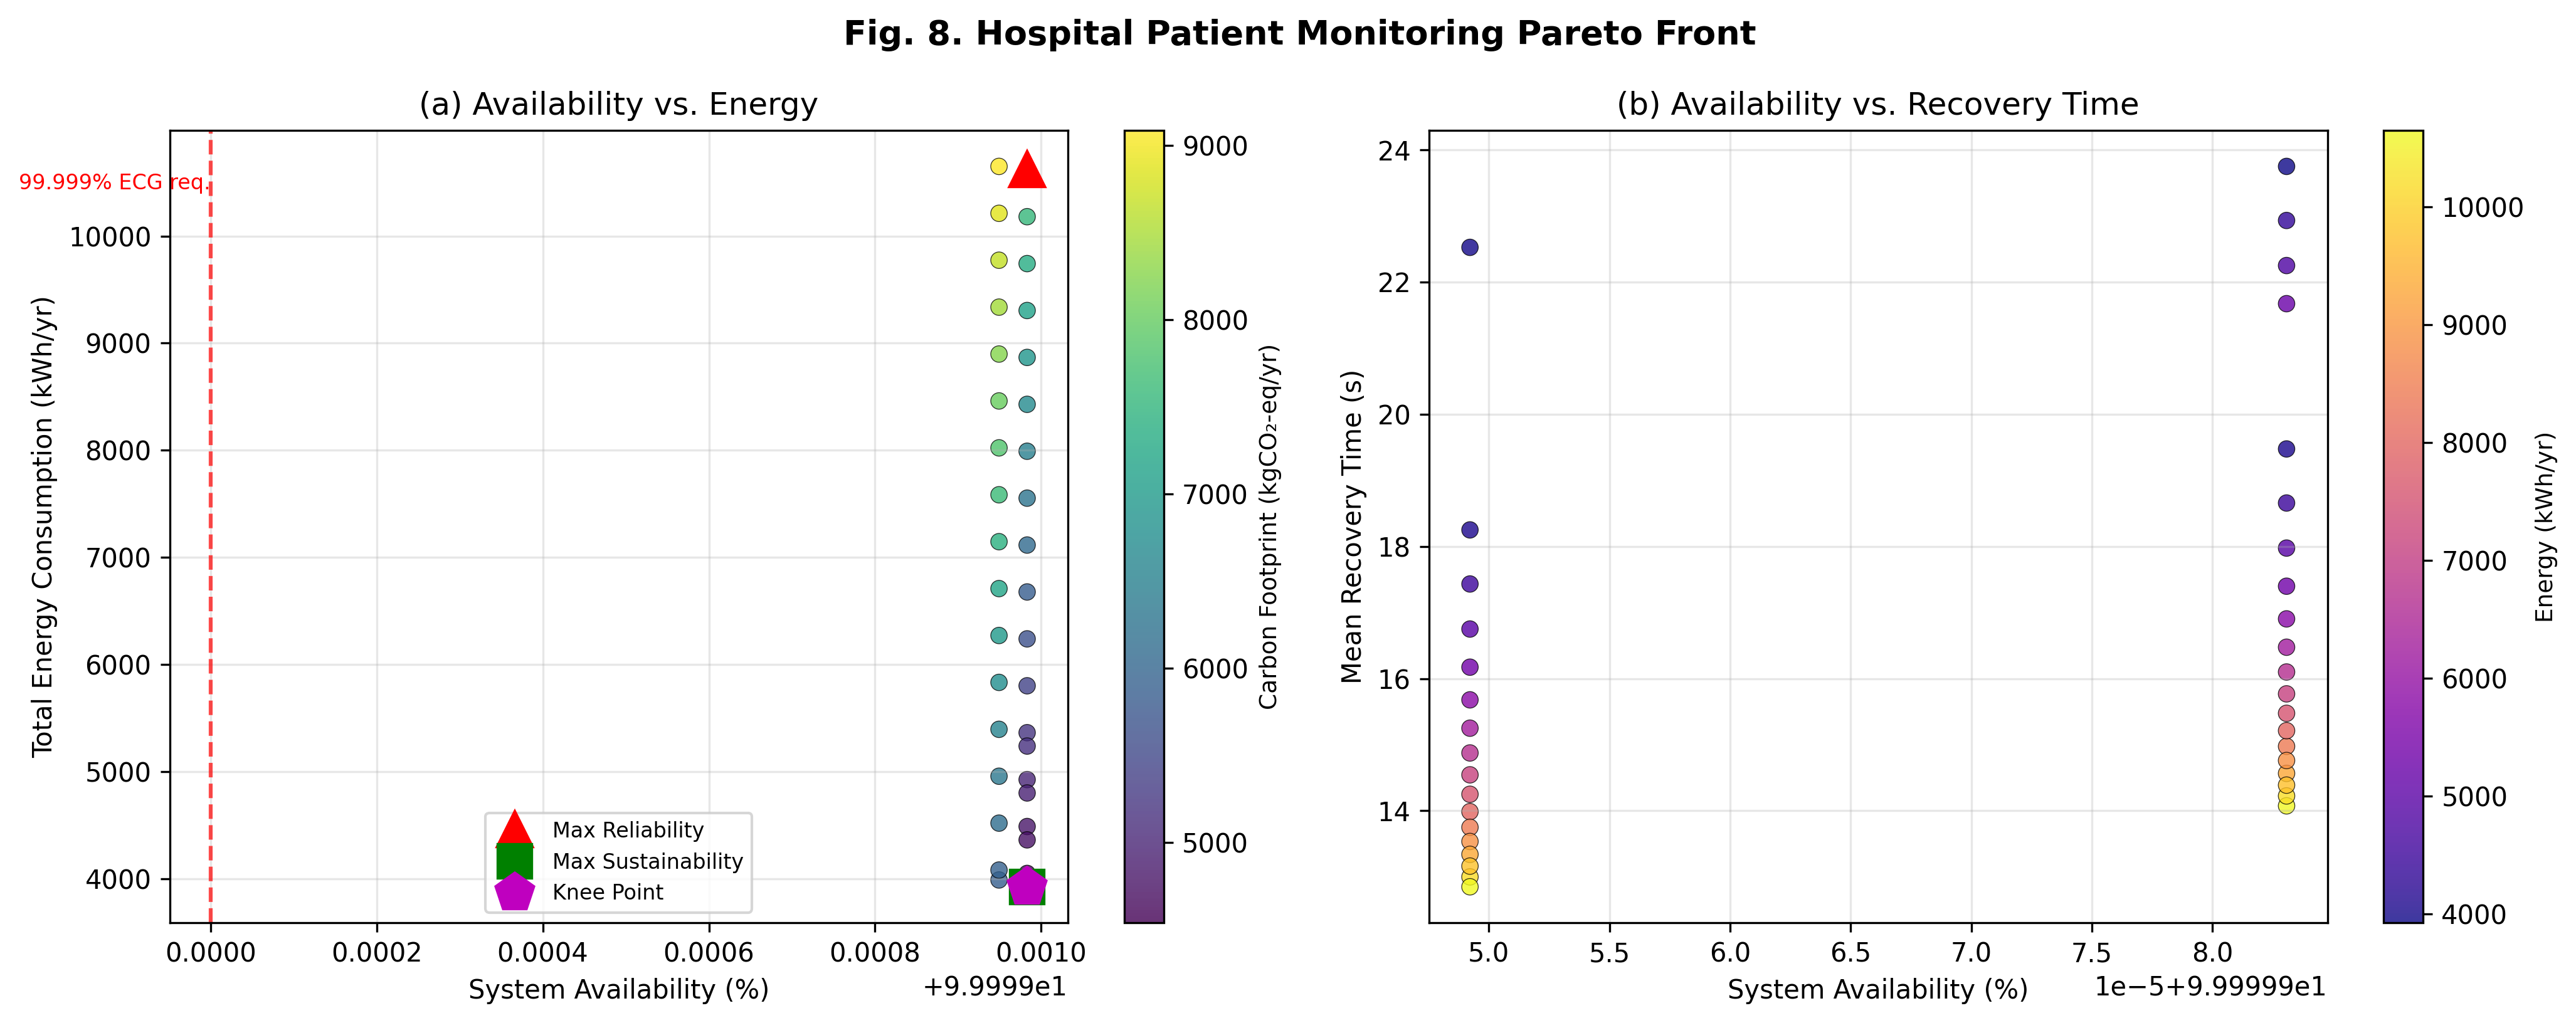 Fig. 8. Hospital Patient Monitoring Pareto Front
(a) Availability vs. Energy
99.999% ECG req.
Total Energy Consumption (kWh/yr)
10000
9000
8000
7000
6000
5000
4000
Max Reliability
Max Sustainability
Knee Point
0.0000
0.0002
0.0004
0.0006
0.0008
0.0010
+9.9999e1
System Availability (%)
9000
8000
7000
6000
5000
Carbon Footprint (kgCO₂-eq/yr)
(b) Availability vs. Recovery Time
Mean Recovery Time (s)
24
22
20
18
16
14
5.0
5.5
6.0
6.5
7.0
7.5
8.0
1e−5+9.99999e1
System Availability (%)
10000
9000
8000
7000
6000
5000
4000
Energy (kWh/yr)